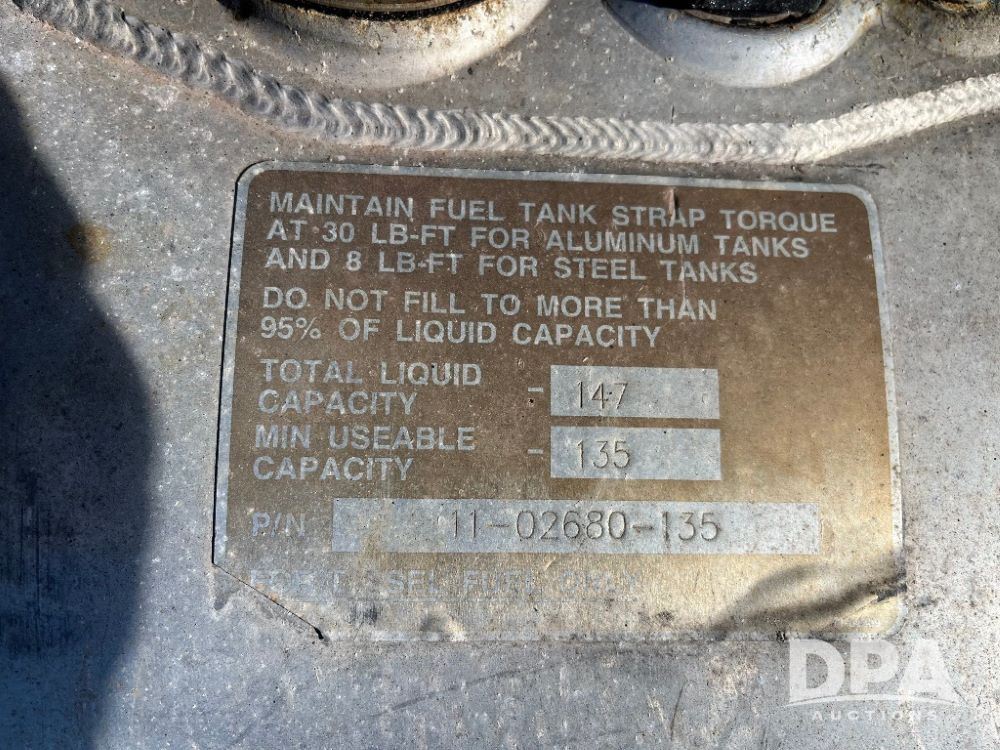 MAINTAIN FUEL TANK STRAP TORQUE
AT 30 LB-FT FOR ALUMINUM TANKS
AND 8 LB-FT FOR STEEL TANKS
DO NOT FILL TO MORE THAN
95% OF LIQUID CAPACITY
TOTAL LIQUID
CAPACITY - 147
MIN USEABLE
CAPACITY - 135
P/N 11-02680-135
FUEL ONLY
DPA
AUCTIONS